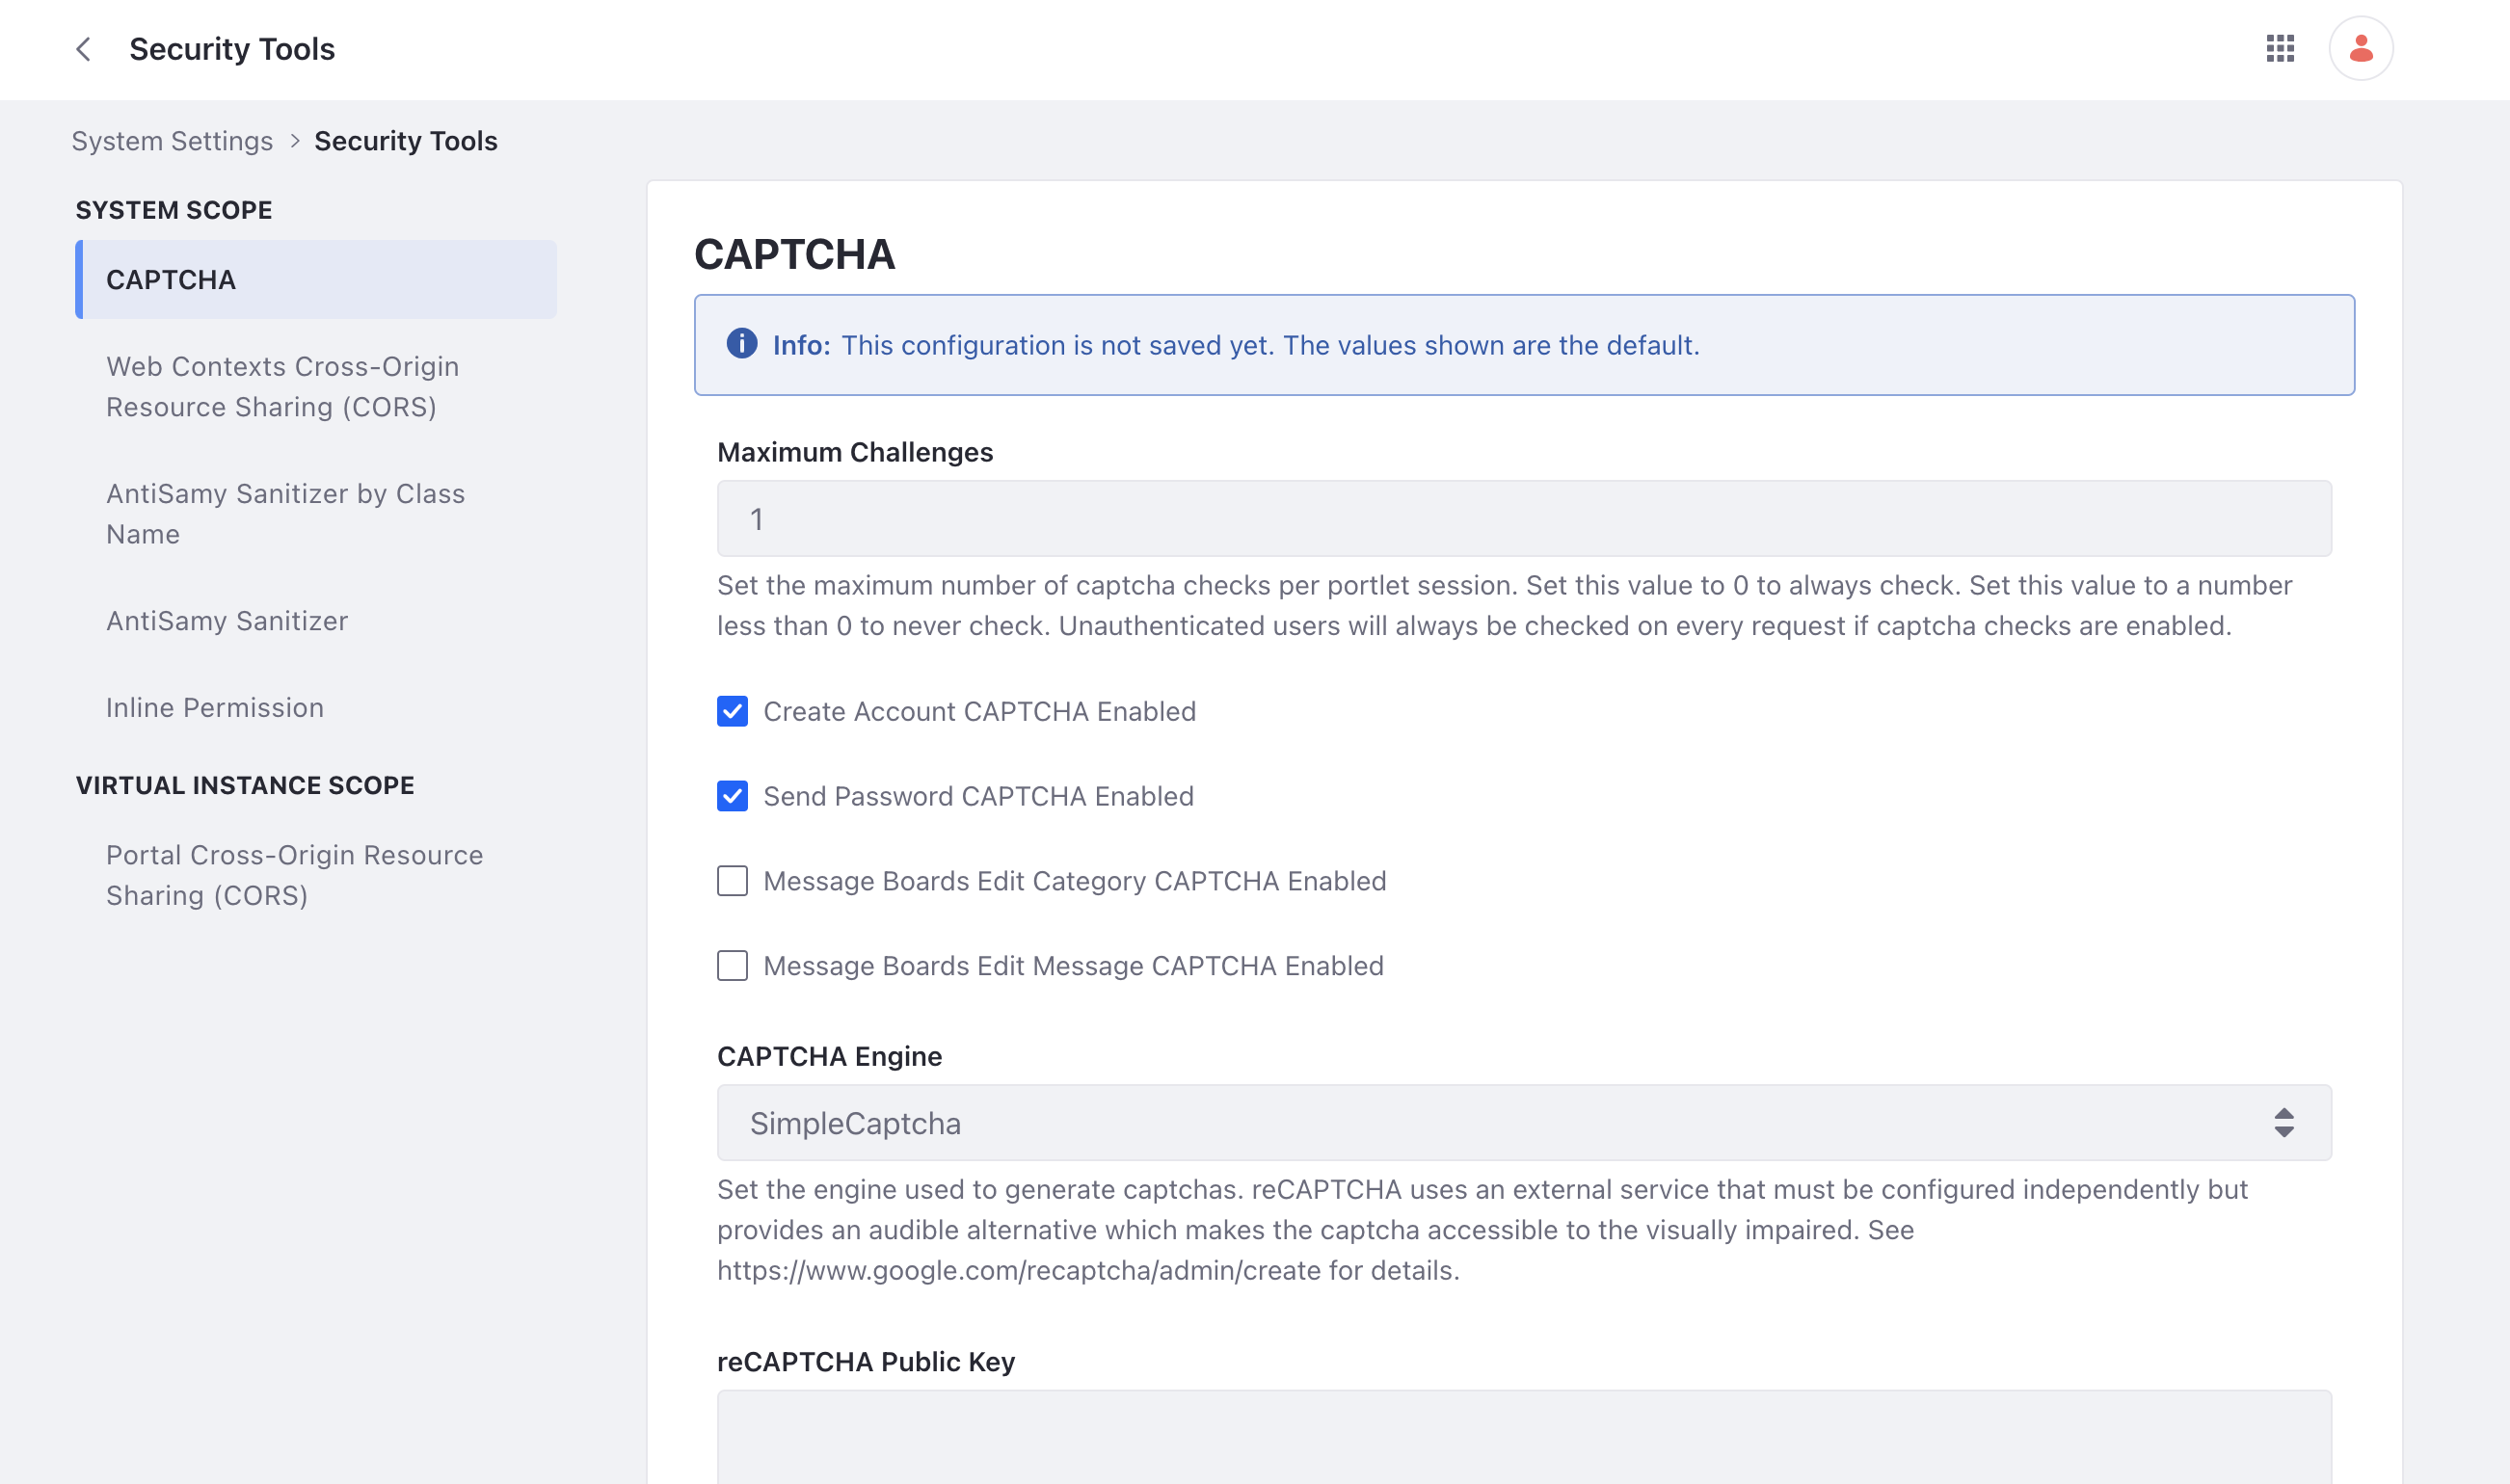 Security Tools
System Settings > Security Tools
SYSTEM SCOPE
CAPTCHA
Web Contexts Cross-Origin
Resource Sharing (CORS)
AntiSamy Sanitizer by Class
Name
AntiSamy Sanitizer
Inline Permission
VIRTUAL INSTANCE SCOPE
Portal Cross-Origin Resource
Sharing (CORS)
CAPTCHA
Info: This configuration is not saved yet. The values shown are the default.
Maximum Challenges
1
Set the maximum number of captcha checks per portlet session. Set this value to 0 to always check. Set this value to a number
less than 0 to never check. Unauthenticated users will always be checked on every request if captcha checks are enabled.
Create Account CAPTCHA Enabled
Send Password CAPTCHA Enabled
Message Boards Edit Category CAPTCHA Enabled
Message Boards Edit Message CAPTCHA Enabled
CAPTCHA Engine
SimpleCaptcha
Set the engine used to generate captchas. reCAPTCHA uses an external service that must be configured independently but
provides an audible alternative which makes the captcha accessible to the visually impaired. See
https://www.google.com/recaptcha/admin/create for details.
reCAPTCHA Public Key